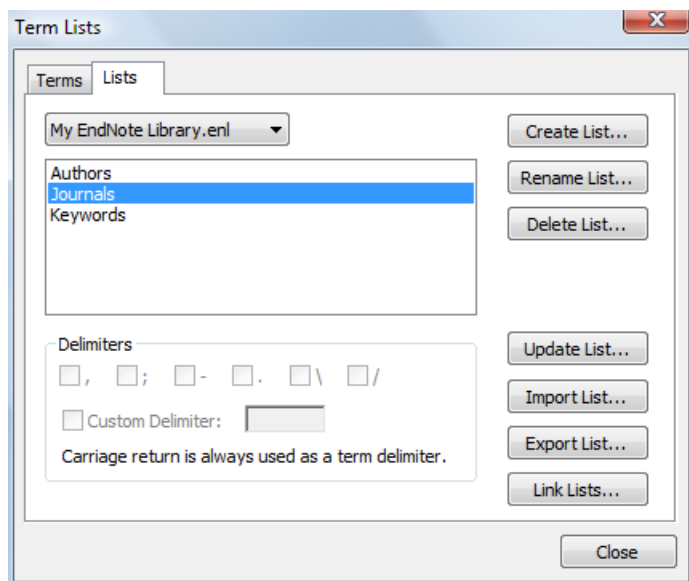 Term Lists
Terms
Lists
My EndNote Library.enl
Create List...
Authors
Journals
Keywords
Rename List...
Delete List...
Delimiters
, ; - . \ /
Custom Delimiter:
Carriage return is always used as a term delimiter.
Update List...
Import List...
Export List...
Link Lists...
Close